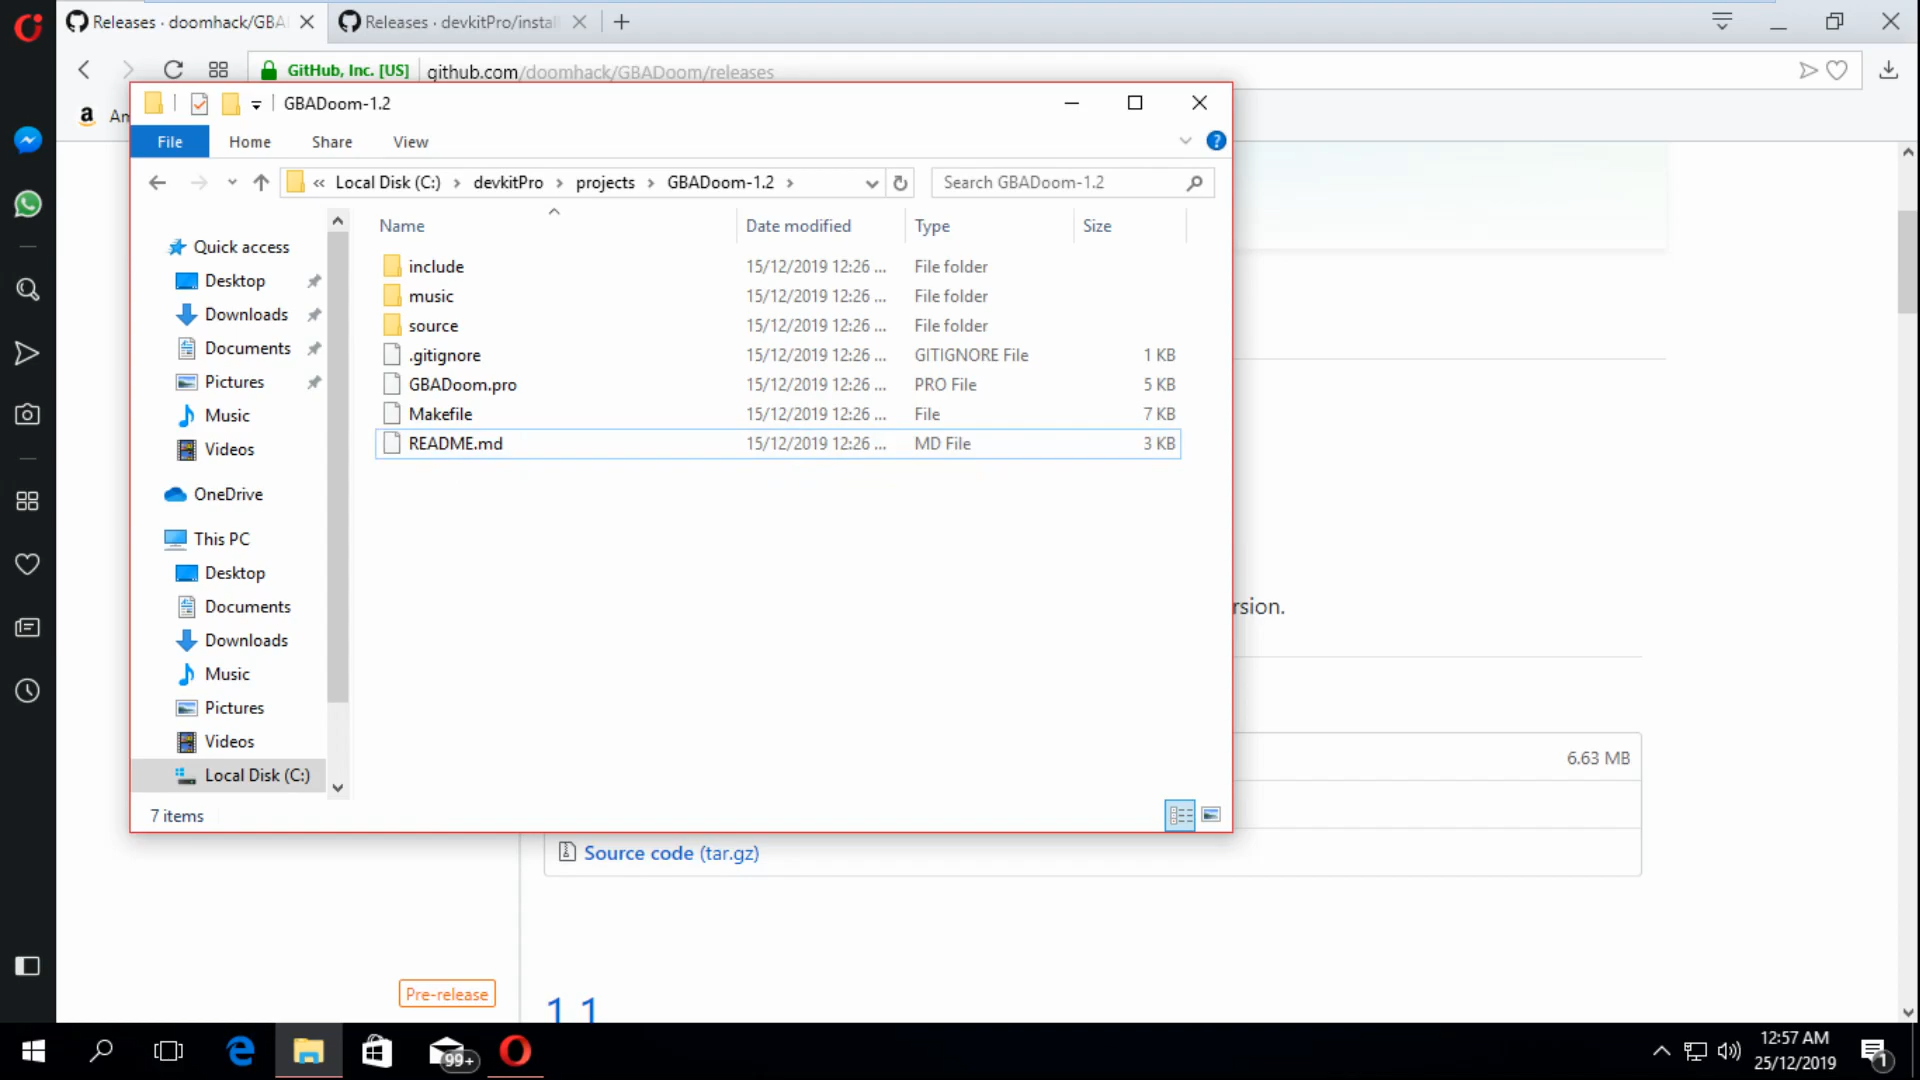 Releases · doomhack/GBA
Releases · devkitPro/instal
GitHub, Inc. [US]
github.com/doomhack/GBADoom/releases
GBADoom-1.2
File
Home
Share
View
« Local Disk (C:) › devkitPro › projects › GBADoom-1.2 ›
Search GBADoom-1.2
Name
Date modified
Type
Size
Quick access
Desktop
Downloads
Documents
Pictures
Music
Videos
OneDrive
This PC
Desktop
Documents
Downloads
Music
Pictures
Videos
Local Disk (C:)
include 15/12/2019 12:26 ... File folder
music 15/12/2019 12:26 ... File folder
source 15/12/2019 12:26 ... File folder
.gitignore 15/12/2019 12:26 ... GITIGNORE File 1 KB
GBADoom.pro 15/12/2019 12:26 ... PRO File 5 KB
Makefile 15/12/2019 12:26 ... File 7 KB
README.md 15/12/2019 12:26 ... MD File 3 KB
7 items
rsion.
6.63 MB
Source code (tar.gz)
Pre-release
1.1
99+
12:57 AM
25/12/2019
1